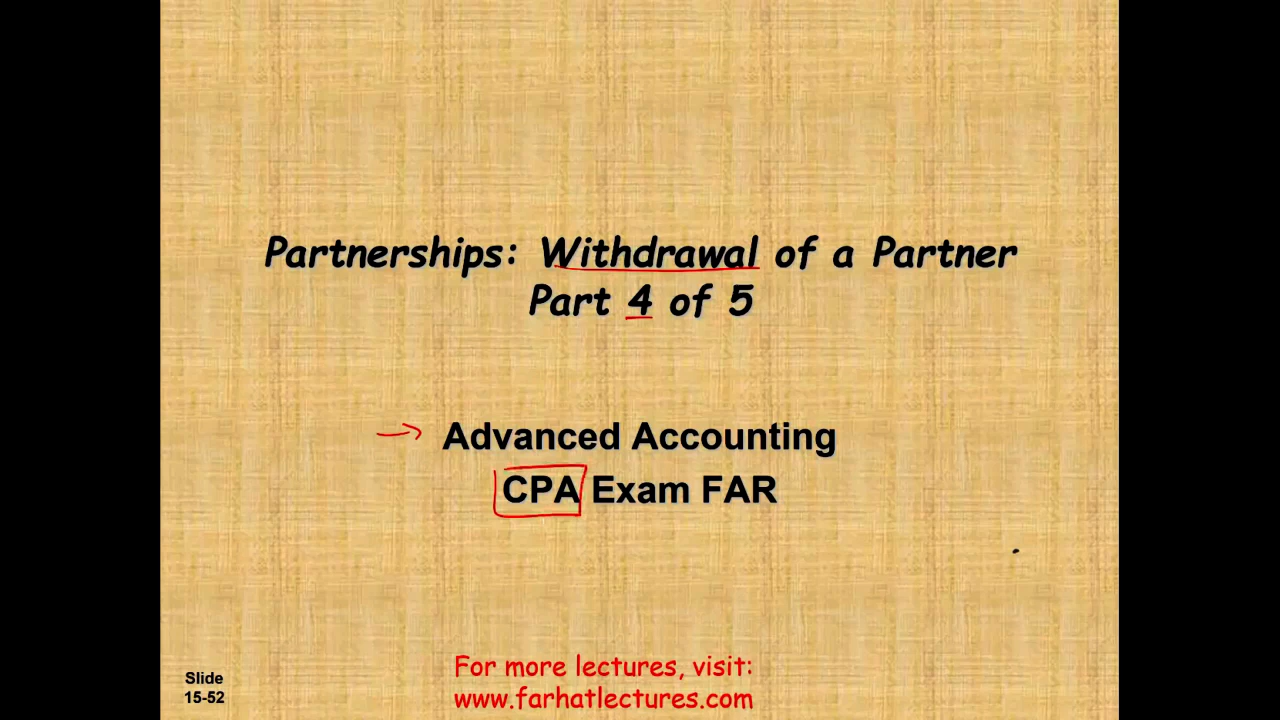 Partnerships: Withdrawal of a Partner
Part 4 of 5
Advanced Accounting
CPA Exam FAR
For more lectures, visit:
www.farhatlectures.com
Slide
15-52